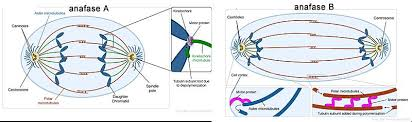 anafase A
Aster microtubules
Centrosome
Centrioles
Polar
microtubules
Daughter
Chromatid
Spindle
pole
Kinetochore
Motor protein
Kinetochore
microtubule
Tubulin subunit lost due to
depolymerization
anafase B
Centrioles
Motor protein
Centrosome
Cell cortex
Motor protein
Aster microtubules
Polar microtubules
Motor protein
Tubulin subunit added during polymerization